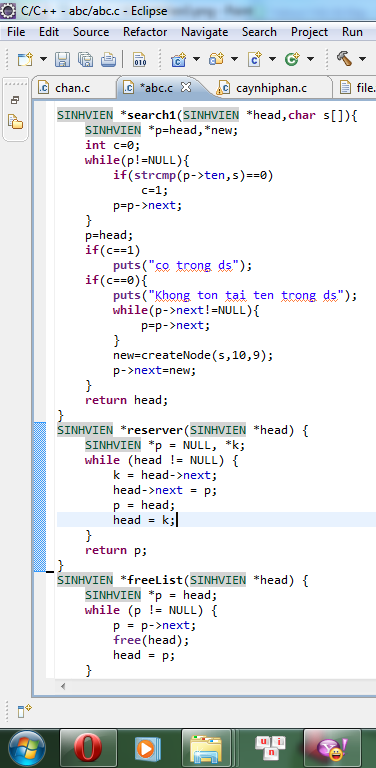 C/C++ - abc/abc.c - Eclipse
File Edit Source Refactor Navigate Search Project Run
chan.c *abc.c caynhiphan.c file.
SINHVIEN *search1(SINHVIEN *head,char s[]){
SINHVIEN *p=head,*new;
int c=0;
while(p!=NULL){
if(strcmp(p->ten,s)==0)
c=1;
p=p->next;
}
p=head;
if(c==1)
puts("co trong ds");
if(c==0){
puts("Khong ton tai ten trong ds");
while(p->next!=NULL){
p=p->next;
}
new=createNode(s,10,9);
p->next=new;
}
return head;
}
SINHVIEN *reserver(SINHVIEN *head) {
SINHVIEN *p = NULL, *k;
while (head != NULL) {
k = head->next;
head->next = p;
p = head;
head = k;
}
return p;
}
SINHVIEN *freeList(SINHVIEN *head) {
SINHVIEN *p = head;
while (p != NULL) {
p = p->next;
free(head);
head = p;
}